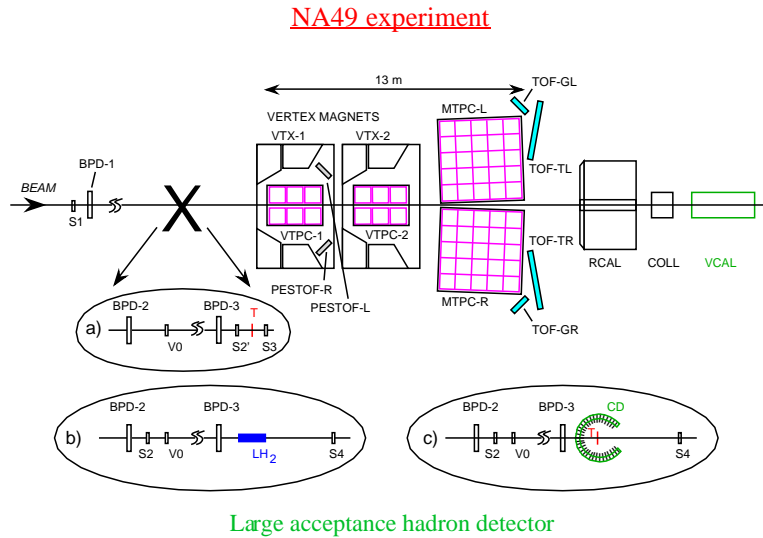 NA49 experiment
13 m
TOF-GL
VERTEX MAGNETS
MTPC-L
VTX-1
VTX-2
BPD-1
TOF-TL
BEAM
S1
X
VTPC-1
VTPC-2
TOF-TR
RCAL
COLL
VCAL
PESTOF-R
PESTOF-L
MTPC-R
TOF-GR
BPD-2
BPD-3
T
a)
V0
S2'
S3
BPD-2
BPD-3
b)
S2
V0
LH2
S4
BPD-2
BPD-3
CD
c)
T
S2
V0
S4
Large acceptance hadron detector